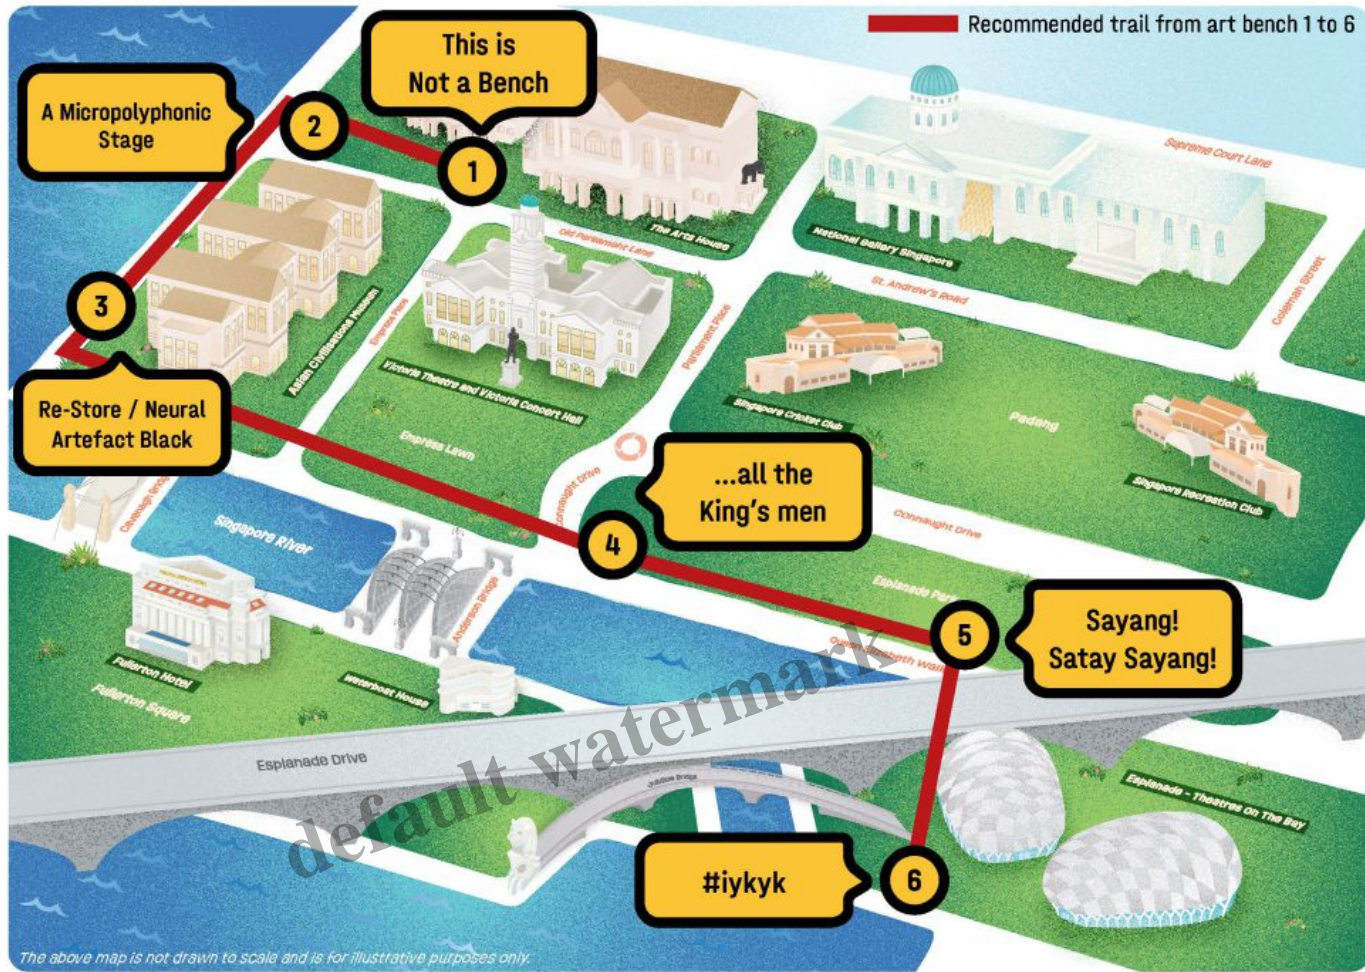 Recommended trail from art bench 1 to 6
This is
Not a Bench
A Micropolyphonic
Stage
2
1
Supreme Court Lane
The Arts House
Old Parliament Lane
National Gallery Singapore
St. Andrew's Road
Coleman Street
3
Asian Civilisations Museum
Empress Place
Victoria Theatre and Victoria Concert Hall
Parliament Place
Singapore Cricket Club
Padang
Singapore Recreation Club
Re-Store / Neural
Artefact Black
Empress Lawn
...all the
King's men
4
Connaught Drive
Connaught Drive
Cavenagh Bridge
Singapore River
Anderson Bridge
Esplanade Park
Queen Elizabeth Walk
5
Sayang!
Satay Sayang!
Fullerton Hotel
Fullerton Square
Waterboat House
Esplanade Drive
Jubilee Bridge
Esplanade - Theatres On The Bay
#iykyk
6
default watermark
The above map is not drawn to scale and is for illustrative purposes only.